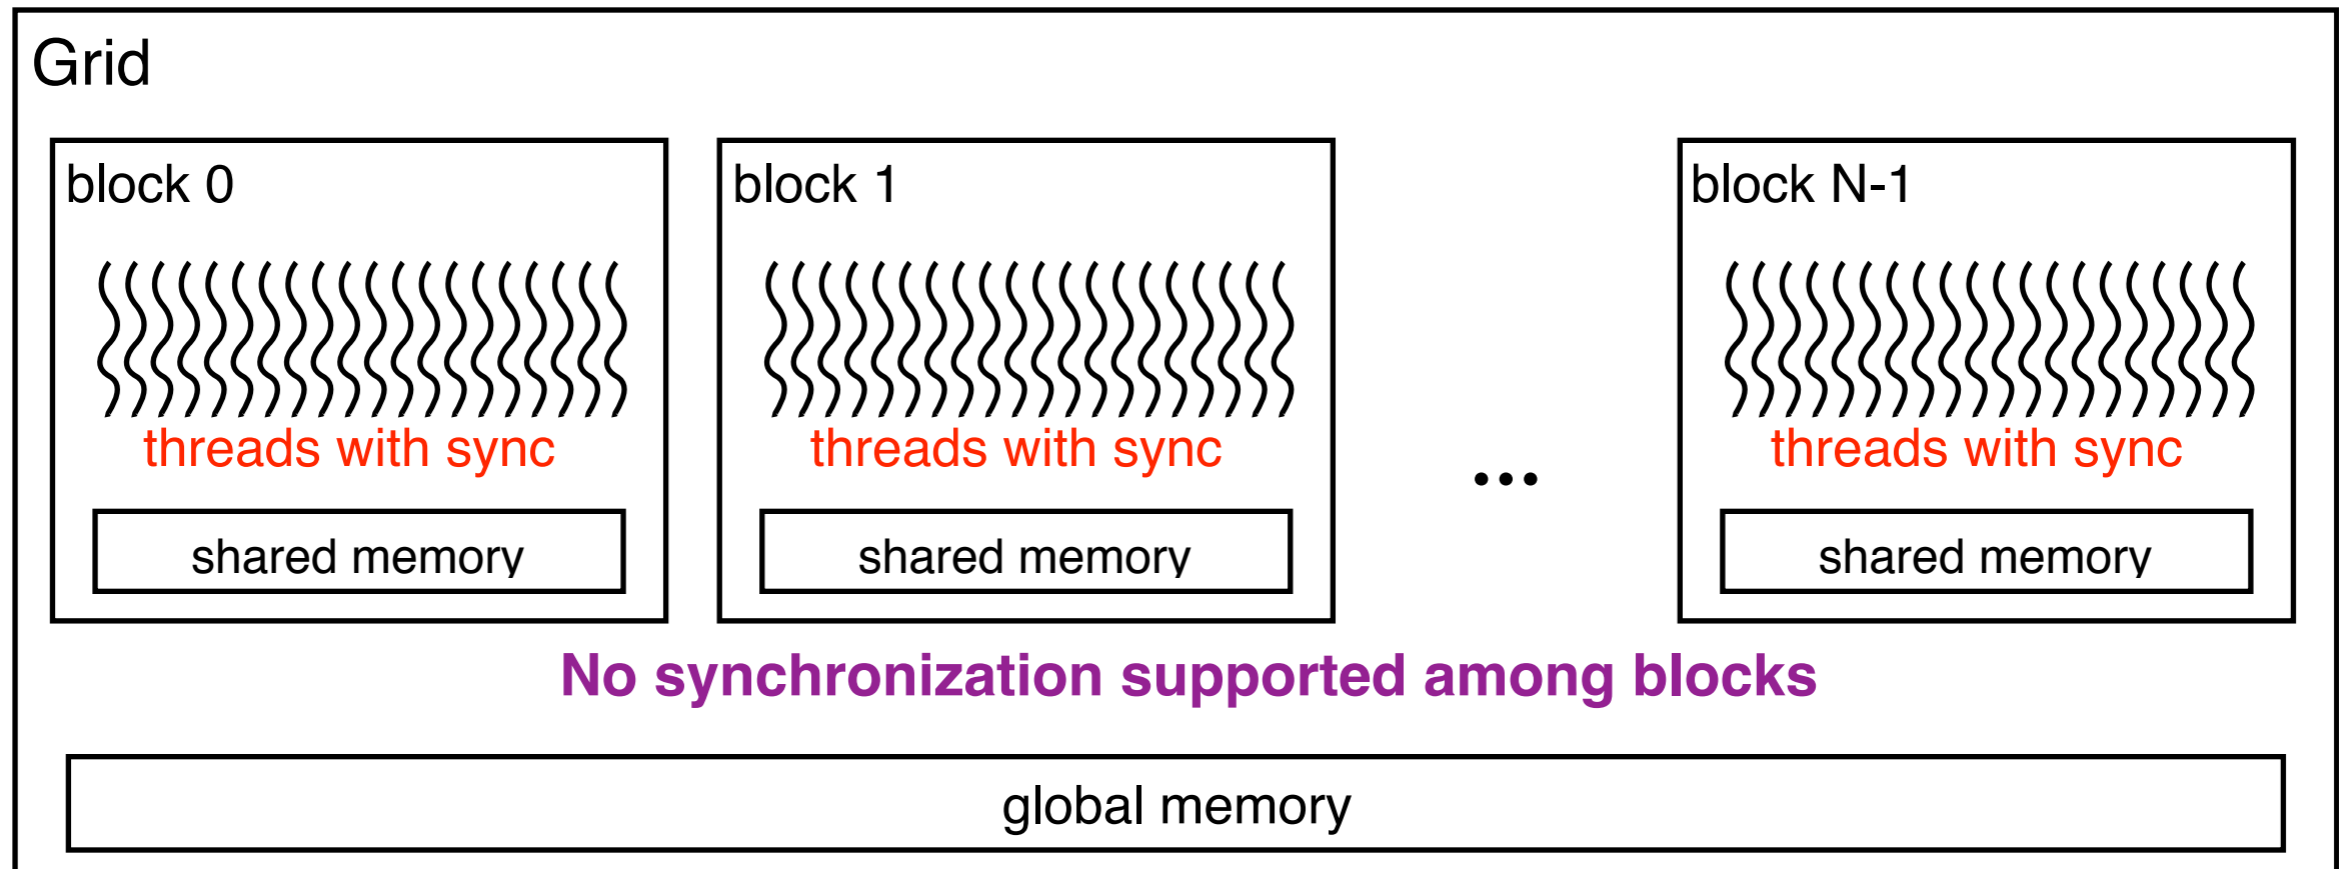 Grid
block 0
block 1
block N-1
threads with sync
threads with sync
...
threads with sync
shared memory
shared memory
shared memory
No synchronization supported among blocks
global memory